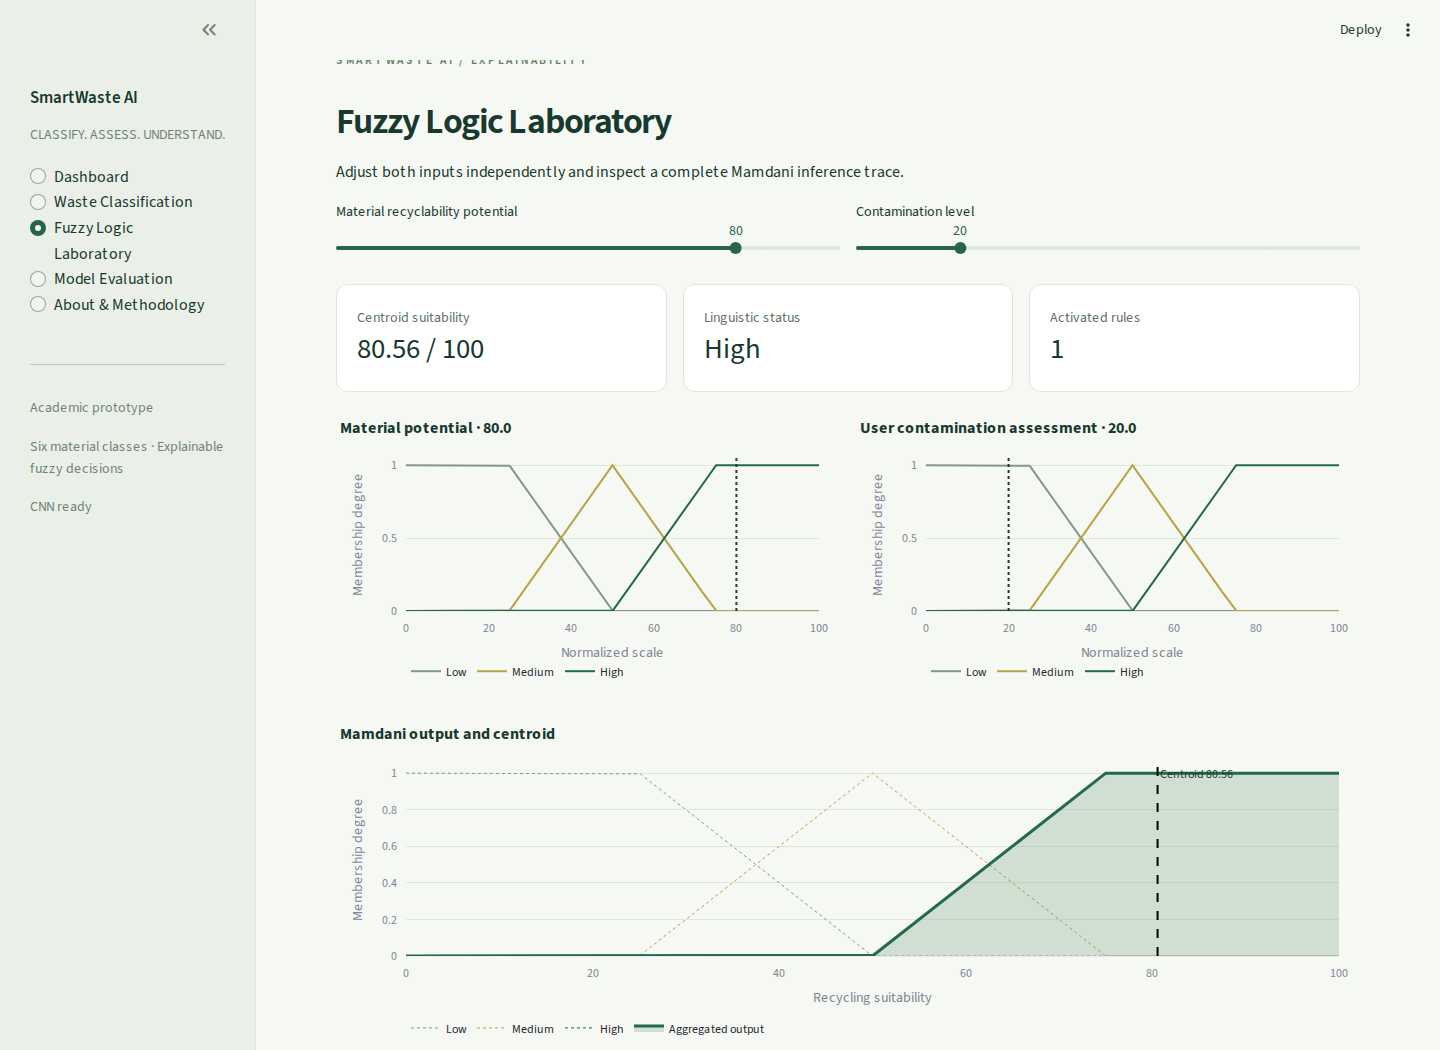 Deploy
SmartWaste AI
CLASSIFY. ASSESS. UNDERSTAND.
Dashboard
Waste Classification
Fuzzy Logic
Laboratory
Model Evaluation
About & Methodology
Academic prototype
Six material classes · Explainable
fuzzy decisions
CNN ready
SMARTWASTE AI / EXPLAINABILITY
Fuzzy Logic Laboratory
Adjust both inputs independently and inspect a complete Mamdani inference trace.
Material recyclability potential
80
Contamination level
20
Centroid suitability
80.56 / 100
Linguistic status
High
Activated rules
1
Material potential · 80.0
1
0.5
0
Membership degree
0 20 40 60 80 100
Normalized scale
Low Medium High
User contamination assessment · 20.0
1
0.5
0
Membership degree
0 20 40 60 80 100
Normalized scale
Low Medium High
Mamdani output and centroid
Centroid 80.56
1
0.8
0.6
0.4
0.2
0
Membership degree
0 20 40 60 80 100
Recycling suitability
Low Medium High Aggregated output